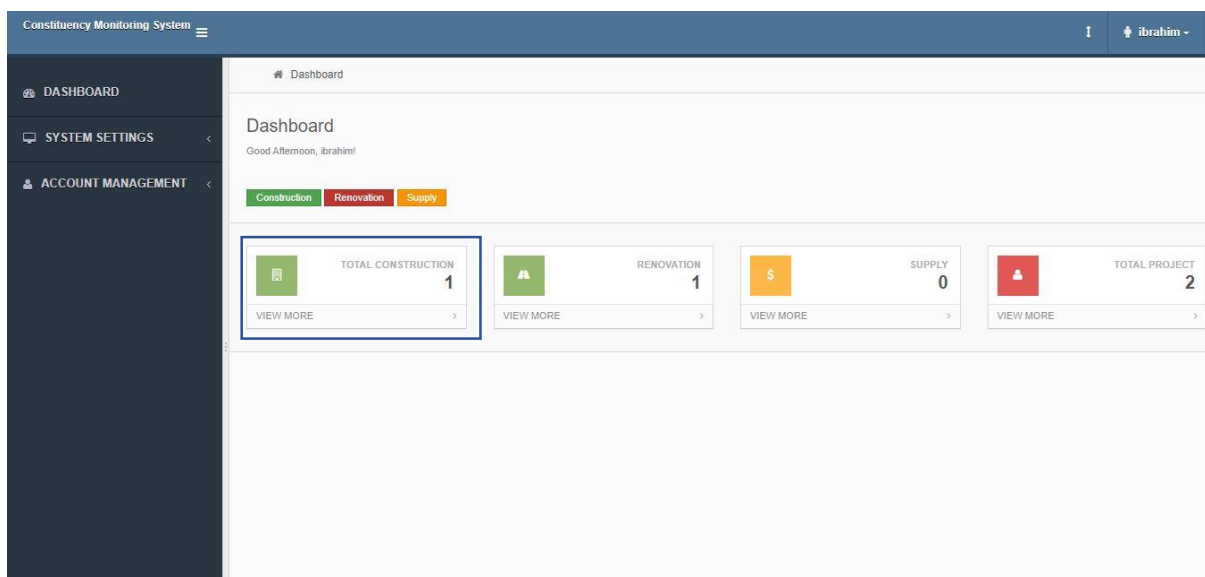 Constituency Monitoring System
ibrahim
Dashboard
DASHBOARD
SYSTEM SETTINGS
ACCOUNT MANAGEMENT
Dashboard
Good Afternoon, ibrahim!
Construction Renovation Supply
TOTAL CONSTRUCTION
1
VIEW MORE
RENOVATION
1
VIEW MORE
$
SUPPLY
0
VIEW MORE
TOTAL PROJECT
2
VIEW MORE